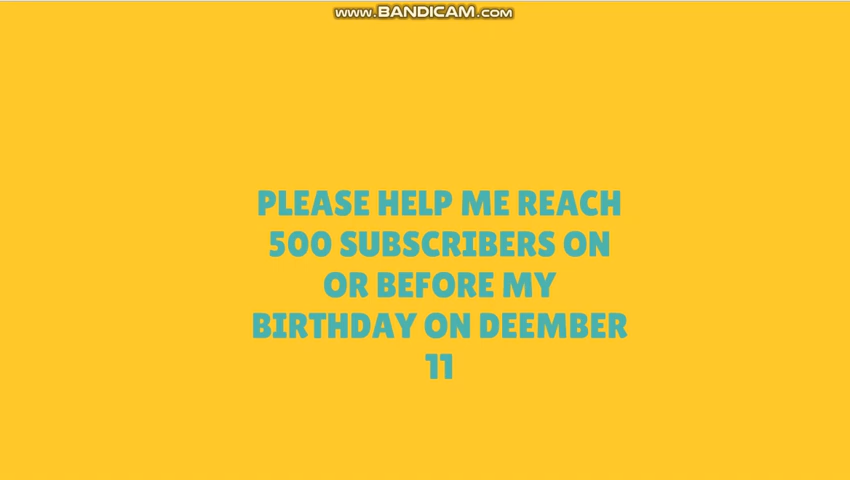 www.BANDICAM.com
PLEASE HELP ME REACH
500 SUBSCRIBERS ON
OR BEFORE MY
BIRTHDAY ON DEEMBER
11